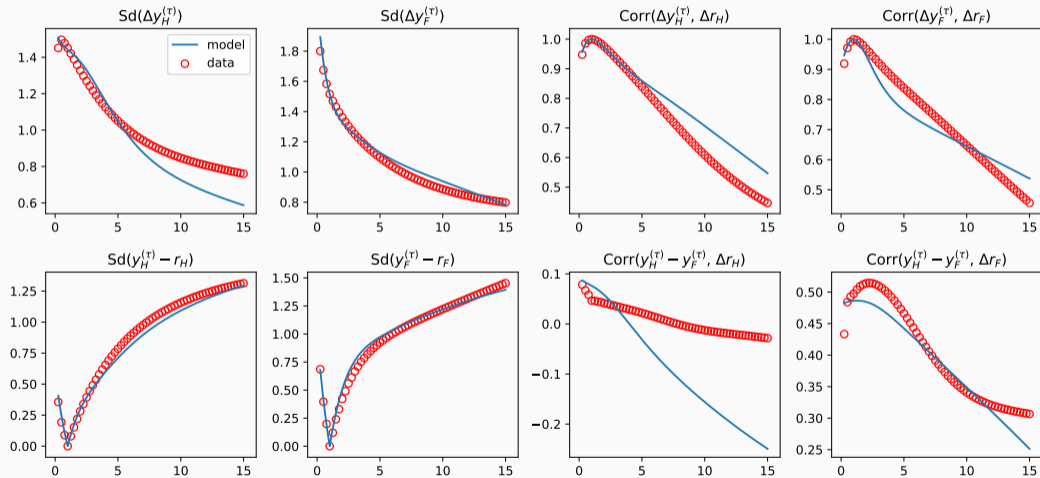 Sd(Δy_H^(τ))
Sd(Δy_F^(τ))
Corr(Δy_H^(τ), Δr_H)
Corr(Δy_F^(τ), Δr_F)
model
data
1.4
1.2
1.0
0.8
0.6
1.8
1.6
1.4
1.2
1.0
0.8
1.0
0.9
0.8
0.7
0.6
0.5
1.0
0.9
0.8
0.7
0.6
0.5
0 5 10 15
0 5 10 15
0 5 10 15
0 5 10 15
Sd(y_H^(τ) − r_H)
Sd(y_F^(τ) − r_F)
Corr(y_H^(τ) − y_F^(τ), Δr_H)
Corr(y_H^(τ) − y_F^(τ), Δr_F)
1.25
1.00
0.75
0.50
0.25
0.00
1.50
1.25
1.00
0.75
0.50
0.25
0.00
0.1
0.0
−0.1
−0.2
0.50
0.45
0.40
0.35
0.30
0.25
0 5 10 15
0 5 10 15
0 5 10 15
0 5 10 15